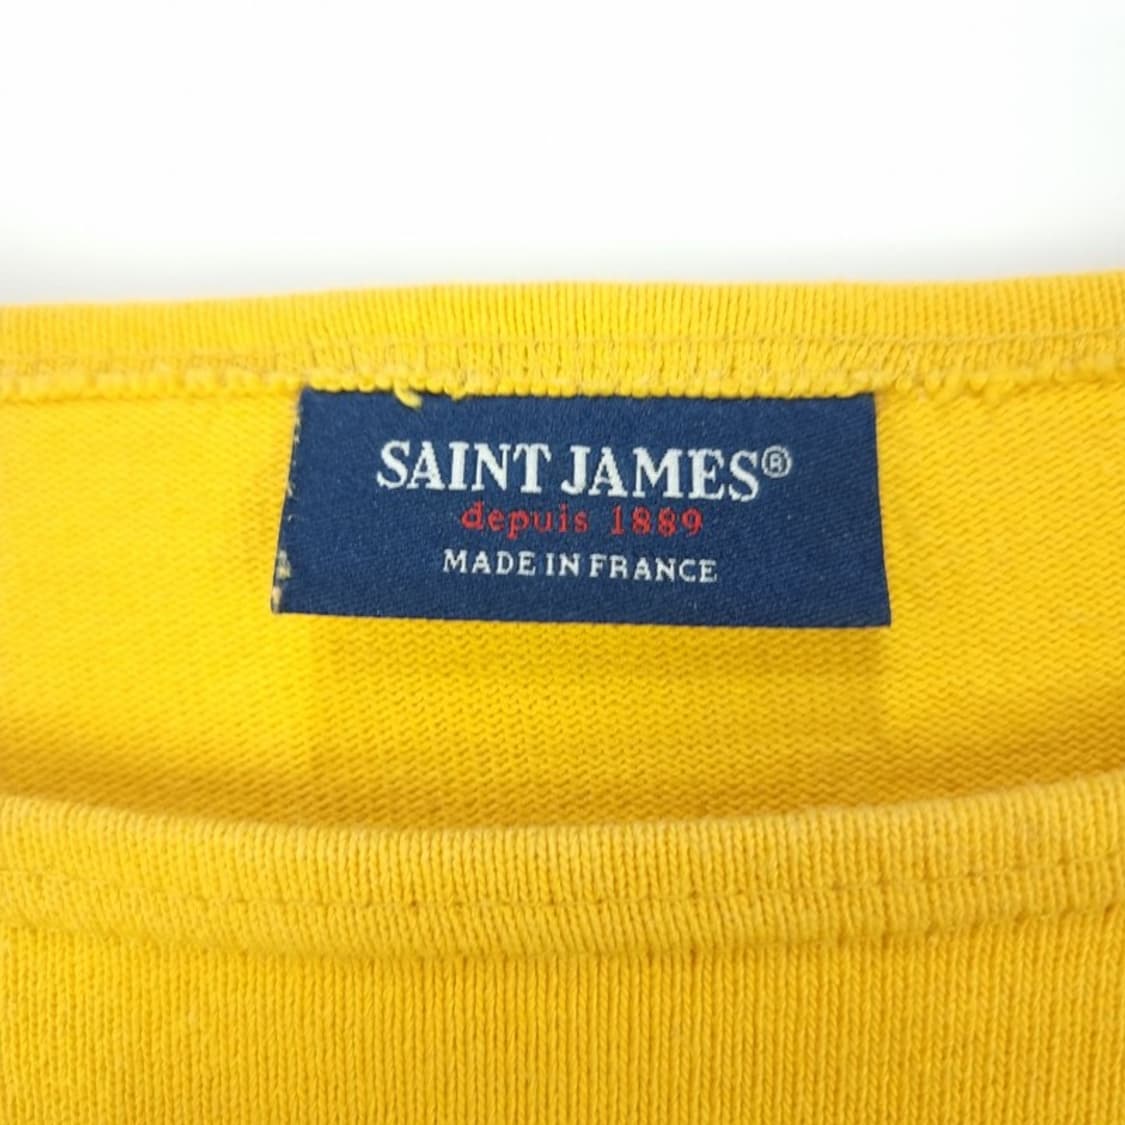 SAINT JAMES®
depuis 1889
MADE IN FRANCE